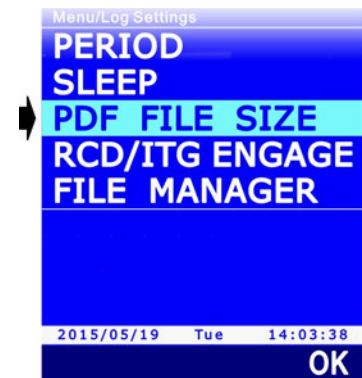 Menu/Log Settings
PERIOD
SLEEP
PDF FILE SIZE
RCD/ITG ENGAGE
FILE MANAGER
2015/05/19 Tue 14:03:38
OK